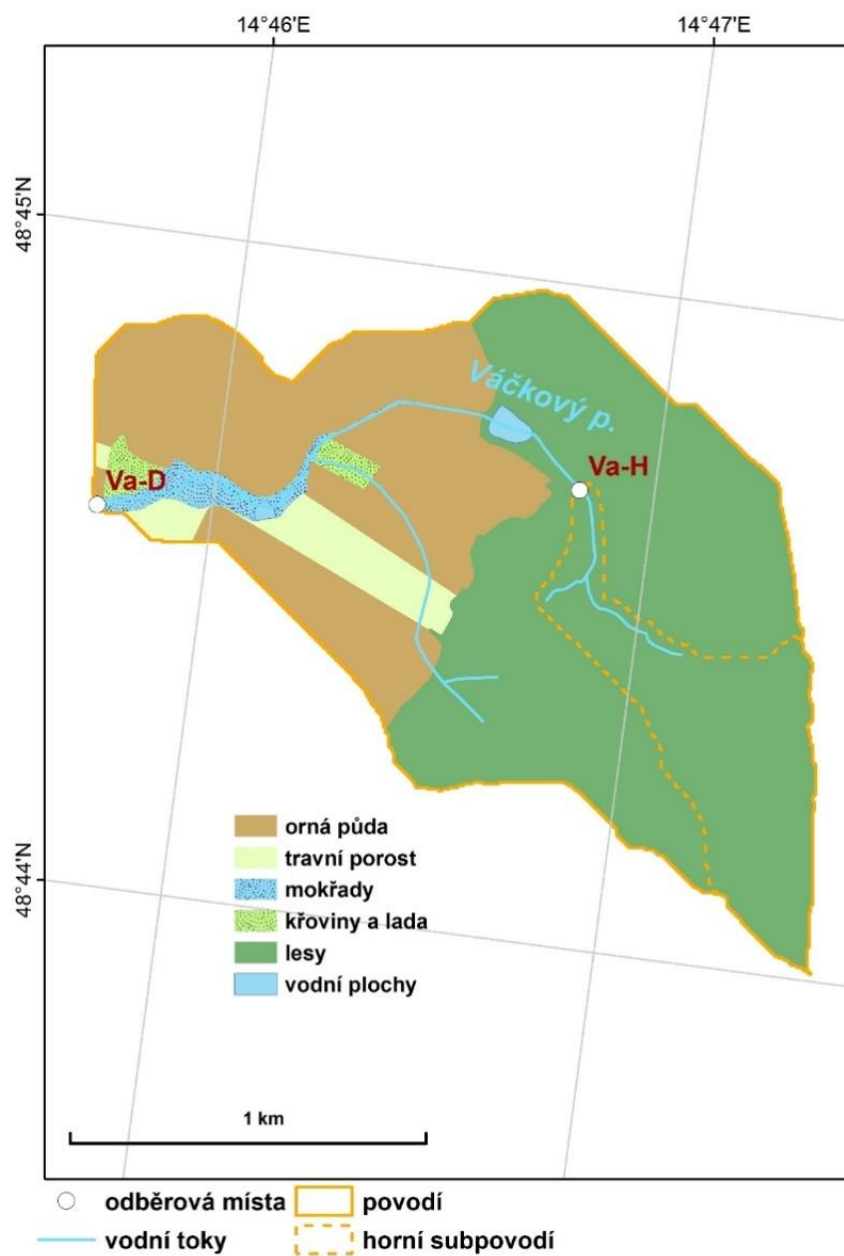 14°46'E
14°47'E
48°45'N
Váčkový p.
Va-D
Va-H
orná půda
travní porost
mokřady
křoviny a lada
lesy
vodní plochy
48°44'N
1 km
odběrová místa
povodí
vodní toky
horní subpovodí